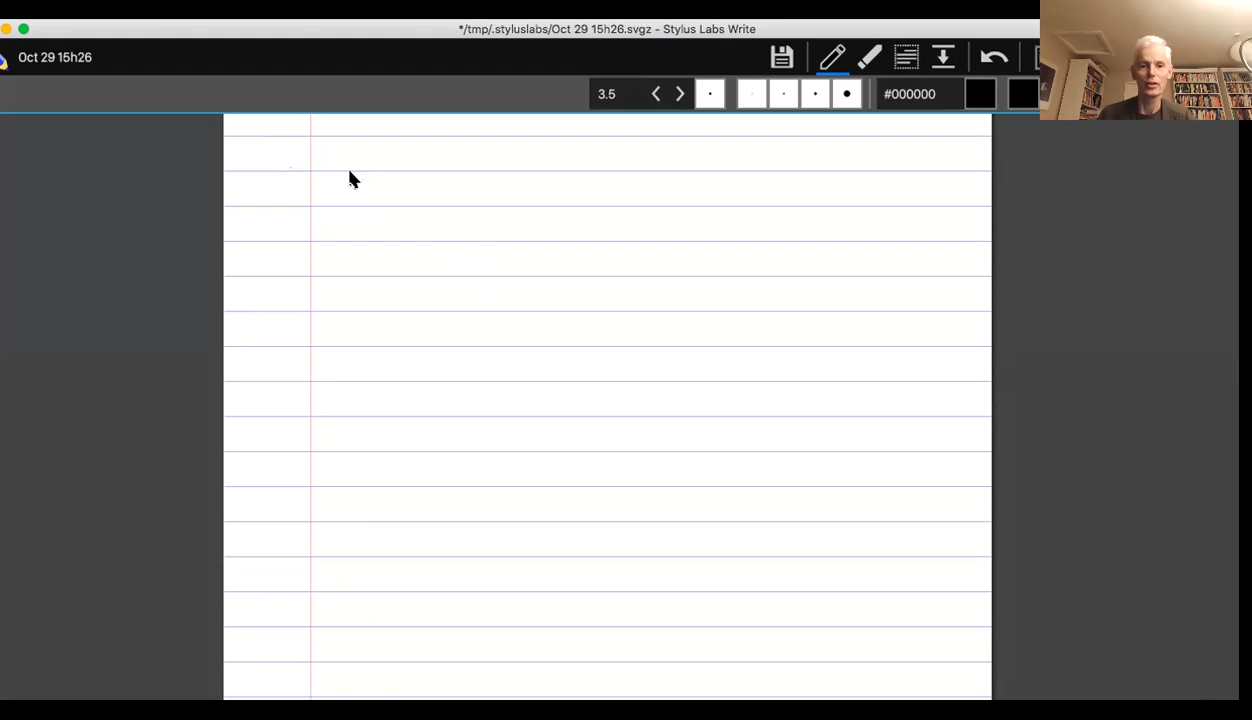 */tmp/.styluslabs/Oct 29 15h26.svgz - Stylus Labs Write
Oct 29 15h26
3.5
#000000